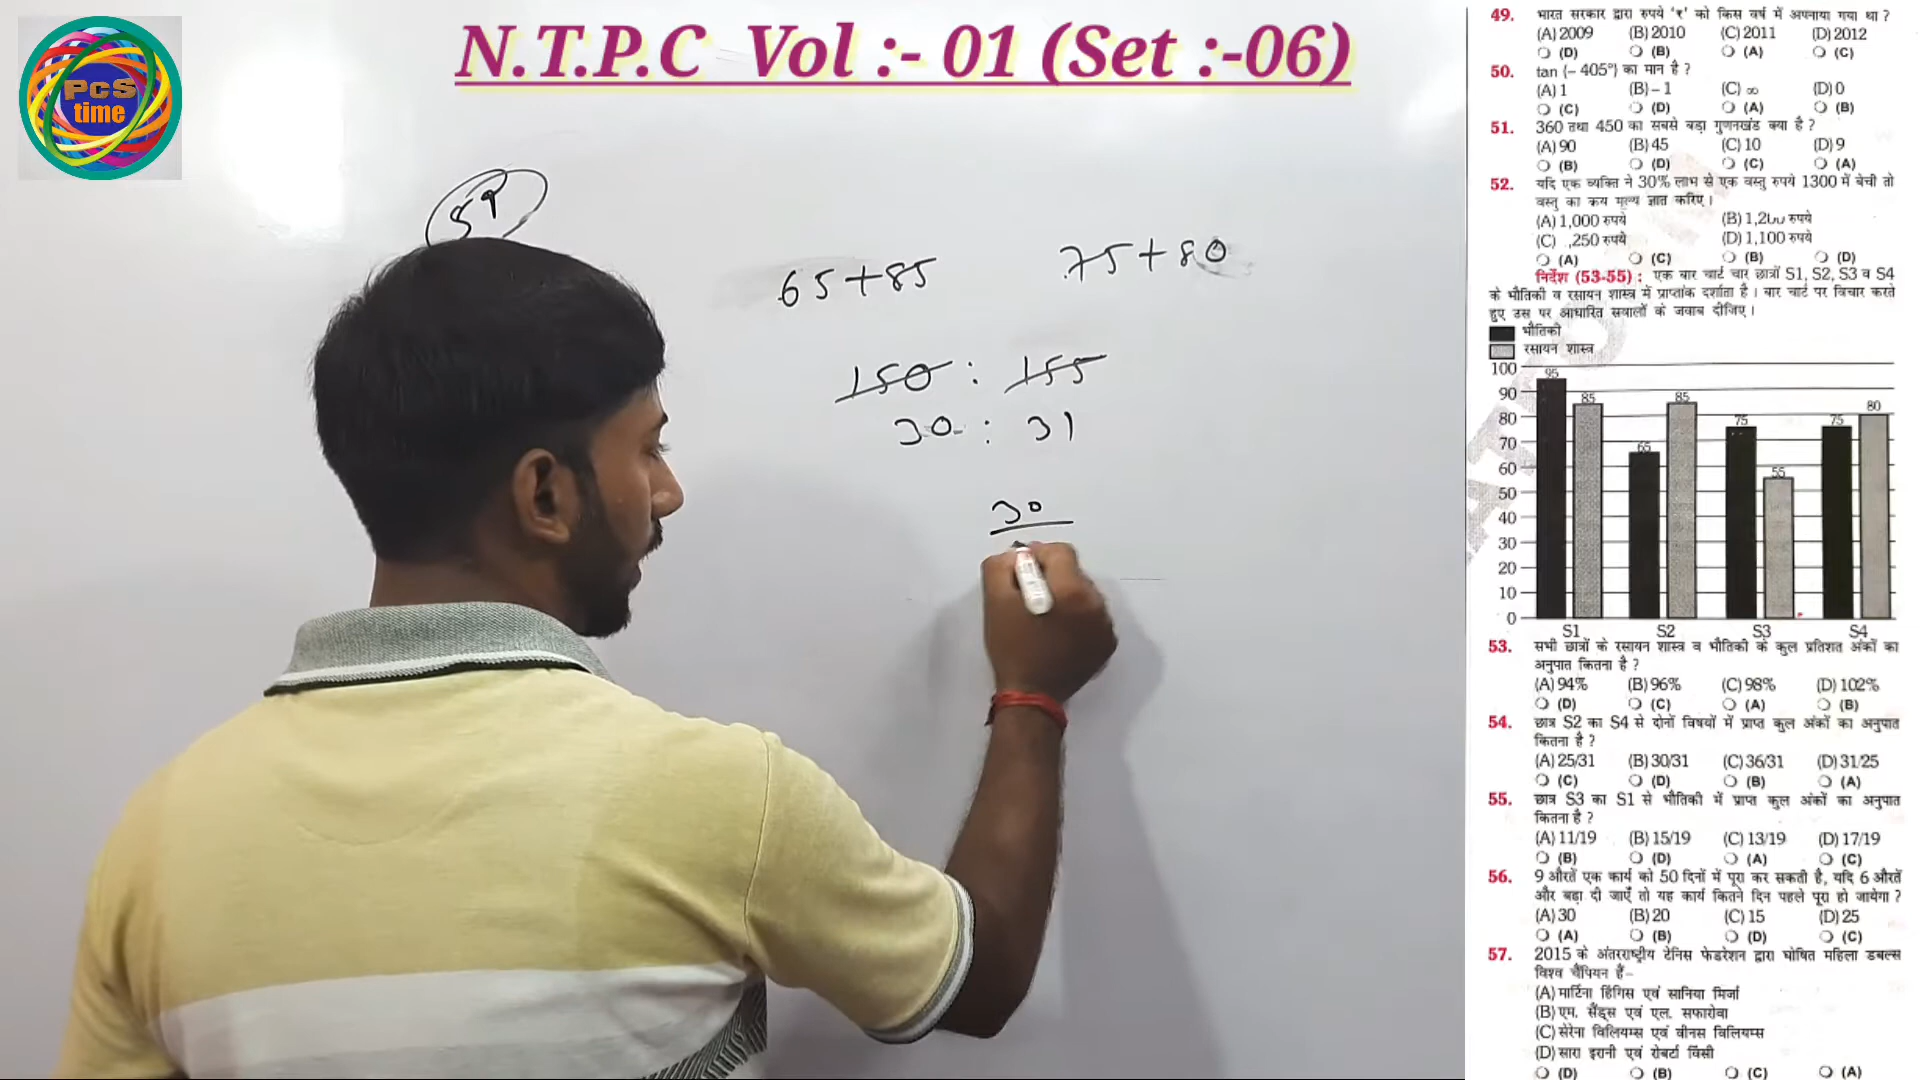 N.T.P.C Vol :- 01 (Set :-06)
PcS
time
54
65+85 75+80
150 : 155
30 : 31
30
49. भारत सरकार द्वारा रुपये '₹' को किस वर्ष में अपनाया गया था ?
(A) 2009 (B) 2010 (C) 2011 (D) 2012
(D) (B) (A) (C)
50. tan (– 405°) का मान है ?
(A) 1 (B) – 1 (C) ∞ (D) 0
(C) (D) (A) (B)
51. 360 तथा 450 का सबसे बड़ा गुणनखंड क्या है ?
(A) 90 (B) 45 (C) 10 (D) 9
(B) (D) (C) (A)
52. यदि एक व्यक्ति ने 30% लाभ से एक वस्तु रुपये 1300 में बेची तो
वस्तु का क्रय मूल्य ज्ञात करिए।
(A) 1,000 रुपये (B) 1,200 रुपये
(C) ,250 रुपये (D) 1,100 रुपये
(A) (C) (B) (D)
निर्देश (53-55) : एक बार चार्ट चार छात्रों S1, S2, S3 व S4
के भौतिकी व रसायन शास्त्र में प्राप्तांक दर्शाता है। बार चार्ट पर विचार करते
हुए उस पर आधारित सवालों के जवाब दीजिए।
भौतिकी
रसायन शास्त्र
100
90
80
70
60
50
40
30
20
10
0
95 85 65 85 75 55 75 80
S1 S2 S3 S4
53. सभी छात्रों के रसायन शास्त्र व भौतिकी के कुल प्रतिशत अंकों का
अनुपात कितना है ?
(A) 94% (B) 96% (C) 98% (D) 102%
(D) (C) (A) (B)
54. छात्र S2 का S4 से दोनों विषयों में प्राप्त कुल अंकों का अनुपात
कितना है ?
(A) 25/31 (B) 30/31 (C) 36/31 (D) 31/25
(C) (D) (B) (A)
55. छात्र S3 का S1 से भौतिकी में प्राप्त कुल अंकों का अनुपात
कितना है ?
(A) 11/19 (B) 15/19 (C) 13/19 (D) 17/19
(B) (D) (A) (C)
56. 9 औरतें एक कार्य को 50 दिनों में पूरा कर सकती है, यदि 6 औरतें
और बढ़ा दी जाएँ तो यह कार्य कितने दिन पहले पूरा हो जायेगा ?
(A) 30 (B) 20 (C) 15 (D) 25
(A) (B) (D) (C)
57. 2015 के अंतरराष्ट्रीय टेनिस फेडरेशन द्वारा घोषित महिला डबल्स
विश्व चैंपियन हैं–
(A) मार्टिना हिंगिस एवं सानिया मिर्जा
(B) एम. सैंड्स एवं एल. सफारोवा
(C) सेरेना विलियम्स एवं वीनस विलियम्स
(D) सारा इरानी एवं रोबर्टा विंसी
(D) (B) (C) (A)